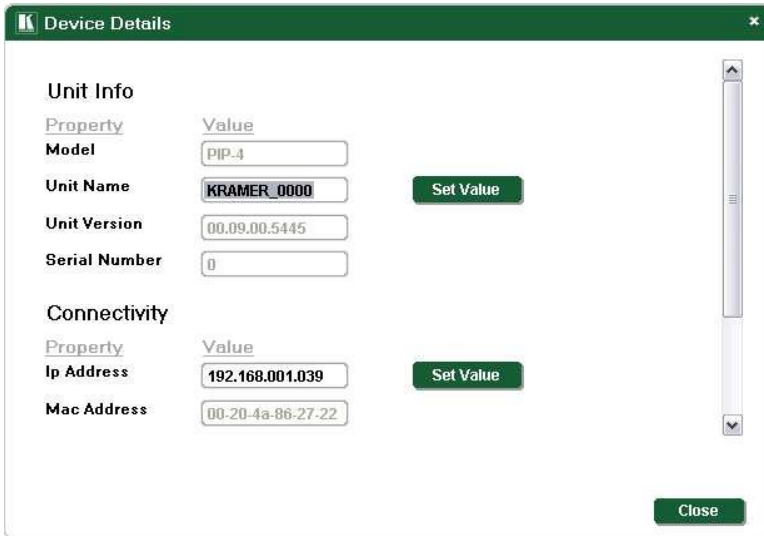 K Device Details
Unit Info
Property Value
Model PIP-4
Unit Name KRAMER_0000 Set Value
Unit Version 00.09.00.5445
Serial Number 0
Connectivity
Property Value
Ip Address 192.168.001.039 Set Value
Mac Address 00-20-4a-86-27-22
Close